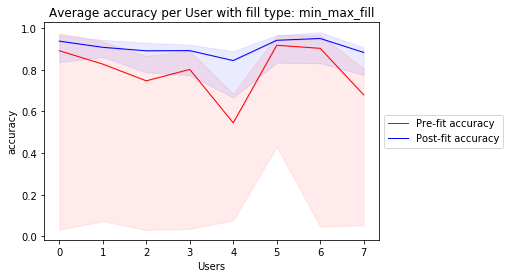 Average accuracy per User with fill type: min_max_fill
1.0
0.8
0.6
0.4
0.2
0.0
accuracy
0 1 2 3 4 5 6 7
Users
Pre-fit accuracy
Post-fit accuracy